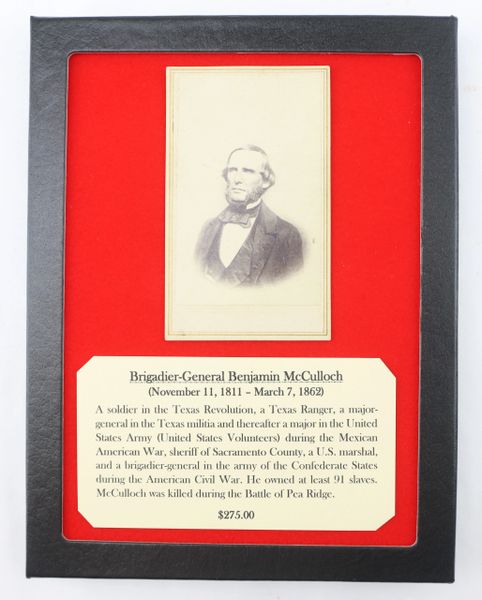 Brigadier-General Benjamin McCulloch
(November 11, 1811 – March 7, 1862)
A soldier in the Texas Revolution, a Texas Ranger, a major-
general in the Texas militia and thereafter a major in the United
States Army (United States Volunteers) during the Mexican
American War, sheriff of Sacramento County, a U.S. marshal,
and a brigadier-general in the army of the Confederate States
during the American Civil War. He owned at least 91 slaves.
McCulloch was killed during the Battle of Pea Ridge.
$275.00